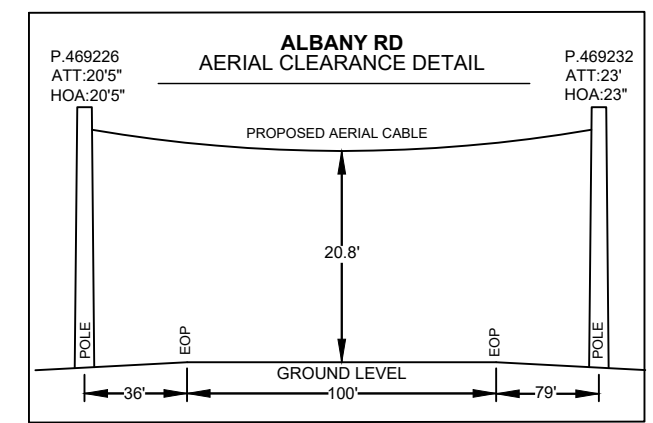 ALBANY RD
AERIAL CLEARANCE DETAIL
P.469226
ATT:20'5"
HOA:20'5"
P.469232
ATT:23'
HOA:23"
PROPOSED AERIAL CABLE
20.8'
POLE
EOP
EOP
POLE
GROUND LEVEL
36'
100'
79'